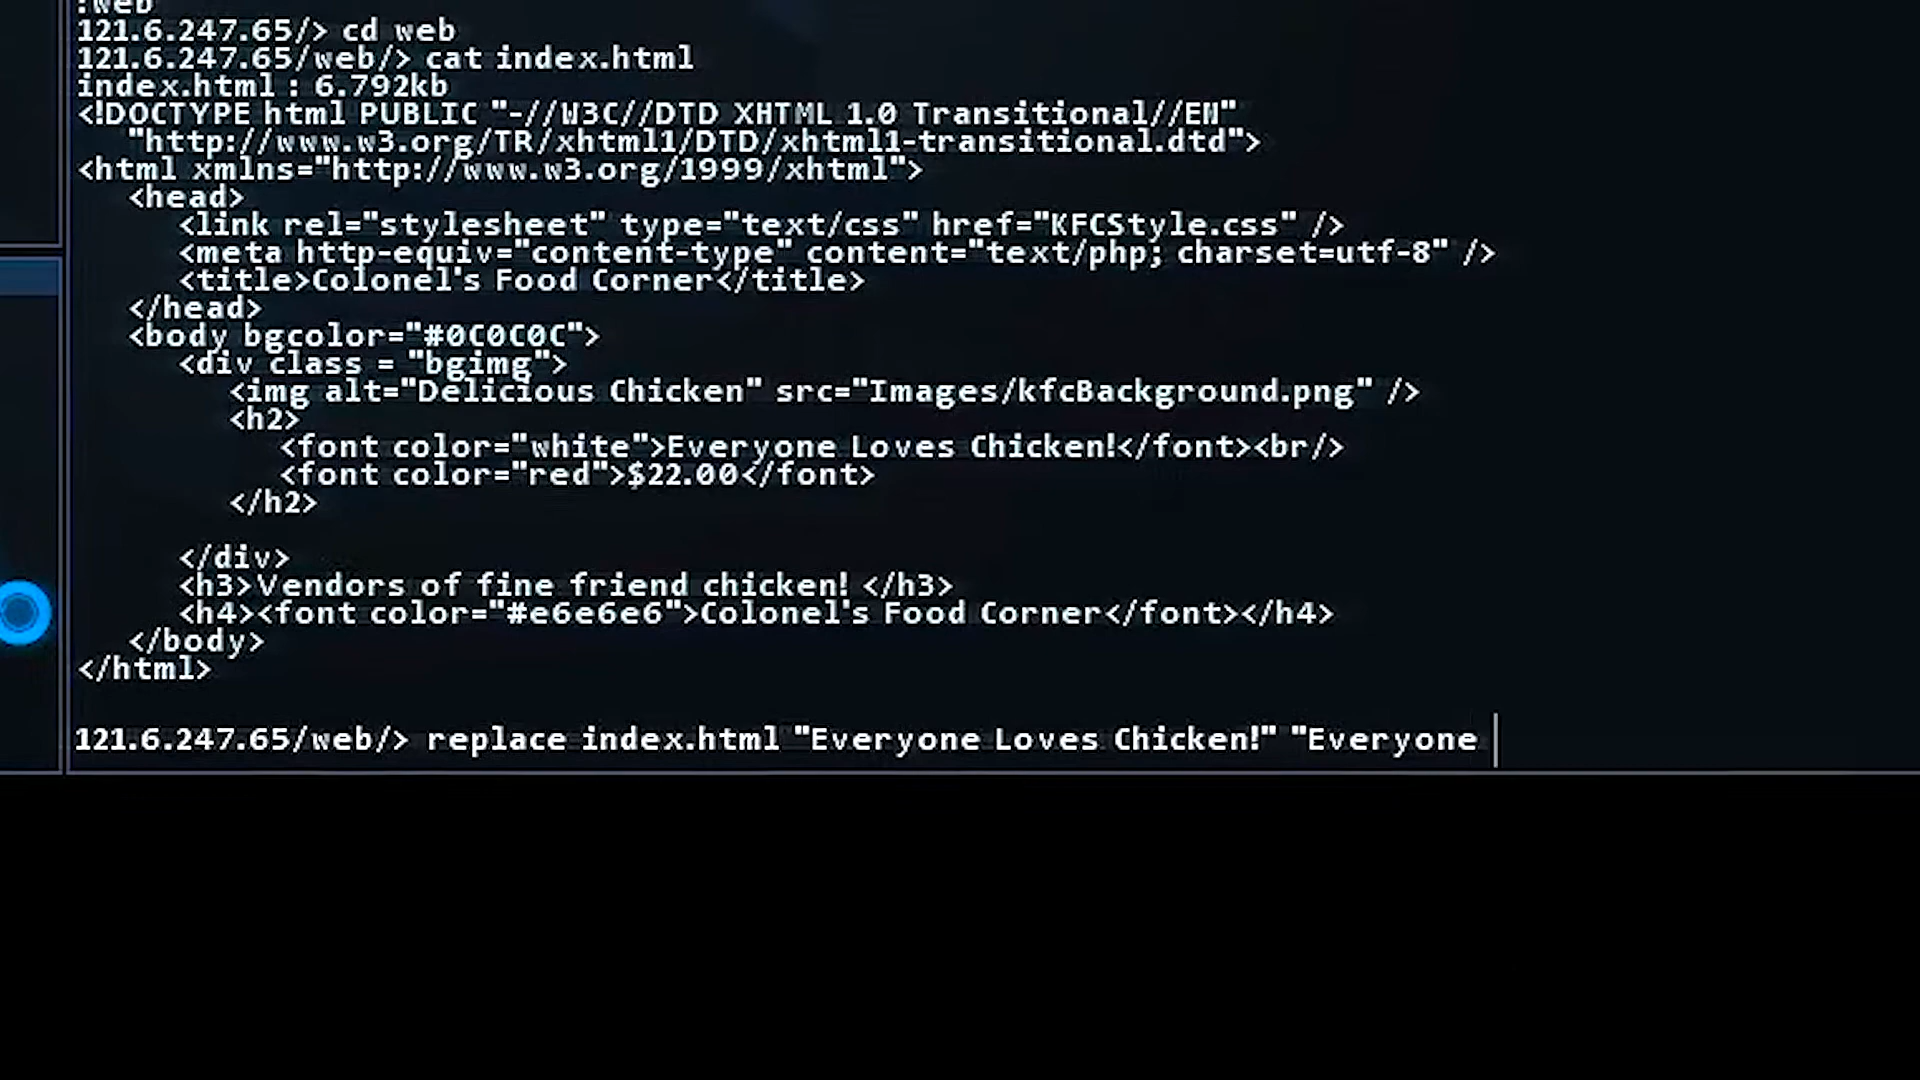 :web
121.6.247.65/> cd web
121.6.247.65/web/> cat index.html
index.html : 6.792kb
<!DOCTYPE html PUBLIC "-//W3C//DTD XHTML 1.0 Transitional//EN"
"http://www.w3.org/TR/xhtml1/DTD/xhtml1-transitional.dtd">
<html xmlns="http://www.w3.org/1999/xhtml">
<head>
<link rel="stylesheet" type="text/css" href="KFCStyle.css" />
<meta http-equiv="content-type" content="text/php; charset=utf-8" />
<title>Colonel's Food Corner</title>
</head>
<body bgcolor="#0C0C0C">
<div class = "bgimg">
<img alt="Delicious Chicken" src="Images/kfcBackground.png" />
<h2>
<font color="white">Everyone Loves Chicken!</font><br/>
<font color="red">$22.00</font>
</h2>
</div>
<h3>Vendors of fine friend chicken! </h3>
<h4><font color="#e6e6e6">Colonel's Food Corner</font></h4>
</body>
</html>
121.6.247.65/web/> replace index.html "Everyone Loves Chicken!" "Everyone